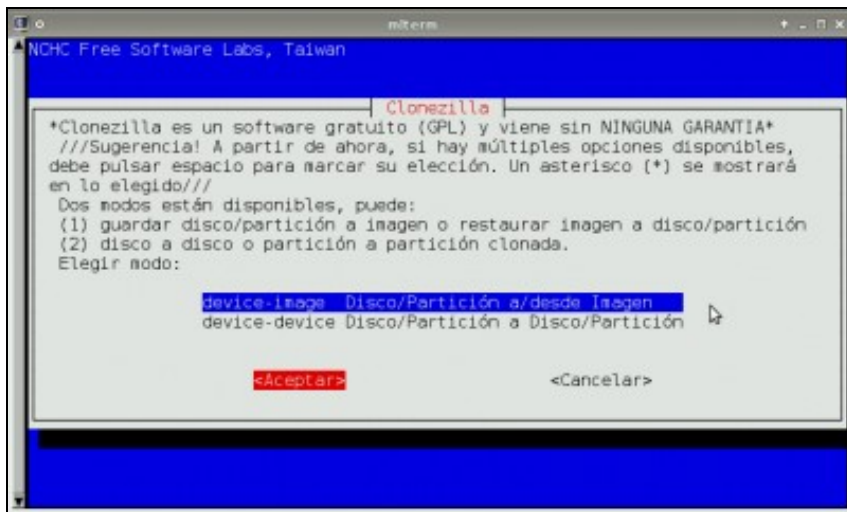 mlterm
NCHC Free Software Labs, Taiwan
Clonezilla
*Clonezilla es un software gratuito (GPL) y viene sin NINGUNA GARANTIA*
///Sugerencia! A partir de ahora, si hay múltiples opciones disponibles,
debe pulsar espacio para marcar su elección. Un asterisco (*) se mostrará
en lo elegido///
Dos modos están disponibles, puede:
(1) guardar disco/partición a imagen o restaurar imagen a disco/partición
(2) disco a disco o partición a partición clonada.
Elegir modo:
device-image Disco/Partición a/desde Imagen
device-device Disco/Partición a Disco/Partición
<Aceptar> <Cancelar>